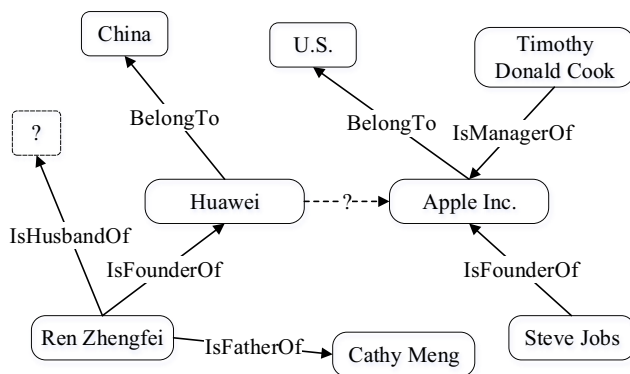 China
U.S.
Timothy
Donald Cook
BelongTo
BelongTo
IsManagerOf
?
Huawei
?
Apple Inc.
IsHusbandOf
IsFounderOf
IsFounderOf
Ren Zhengfei
IsFatherOf
Cathy Meng
Steve Jobs